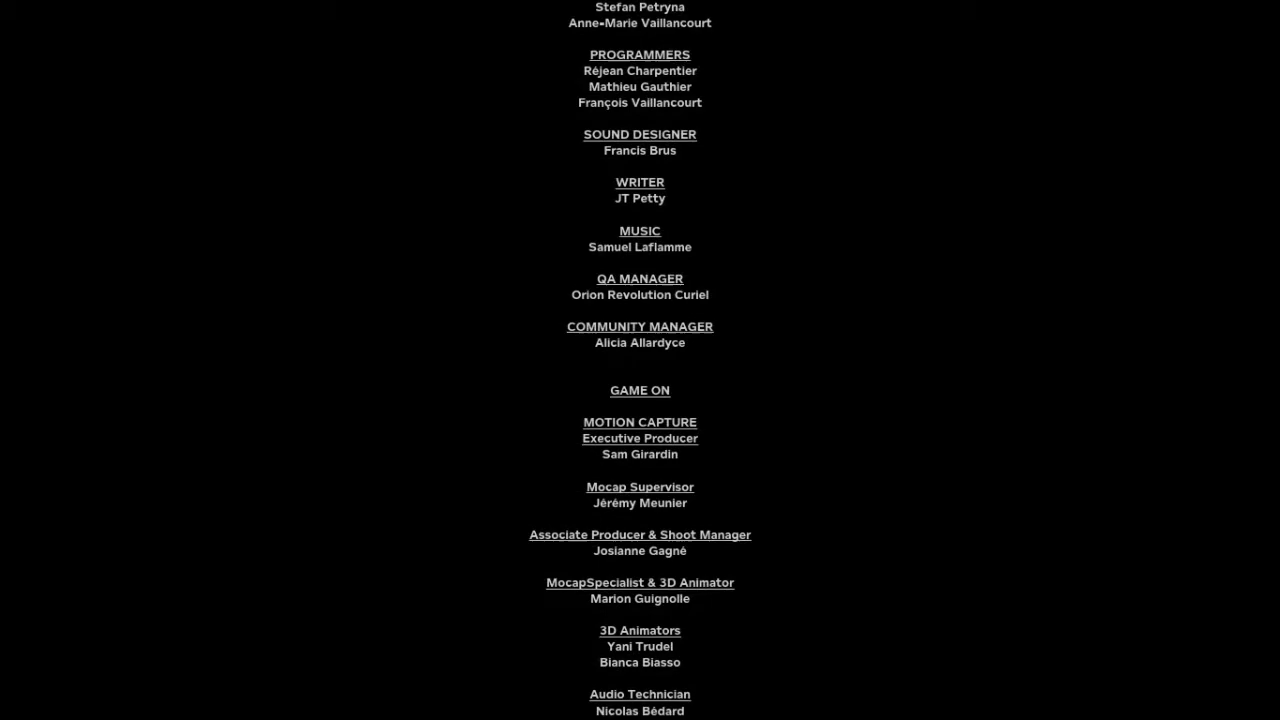 Stefan Petryna
Anne-Marie Vaillancourt
PROGRAMMERS
Réjean Charpentier
Mathieu Gauthier
François Vaillancourt
SOUND DESIGNER
Francis Brus
WRITER
JT Petty
MUSIC
Samuel Laflamme
QA MANAGER
Orion Revolution Curiel
COMMUNITY MANAGER
Alicia Allardyce
GAME ON
MOTION CAPTURE
Executive Producer
Sam Girardin
Mocap Supervisor
Jérémy Meunier
Associate Producer & Shoot Manager
Josianne Gagné
MocapSpecialist & 3D Animator
Marion Guignolle
3D Animators
Yani Trudel
Bianca Biasso
Audio Technician
Nicolas Bédard